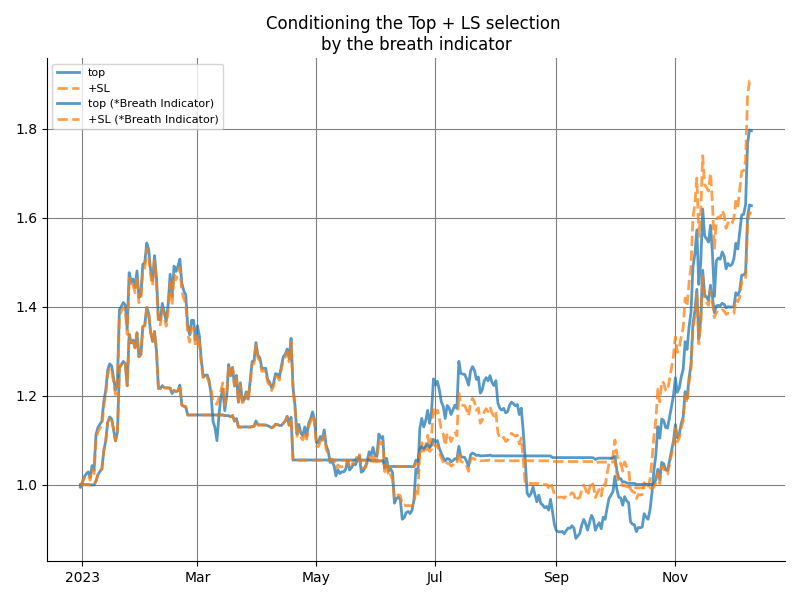 Conditioning the Top + LS selection
by the breath indicator
top
+SL
top (*Breath Indicator)
+SL (*Breath Indicator)
1.8
1.6
1.4
1.2
1.0
2023
Mar
May
Jul
Sep
Nov